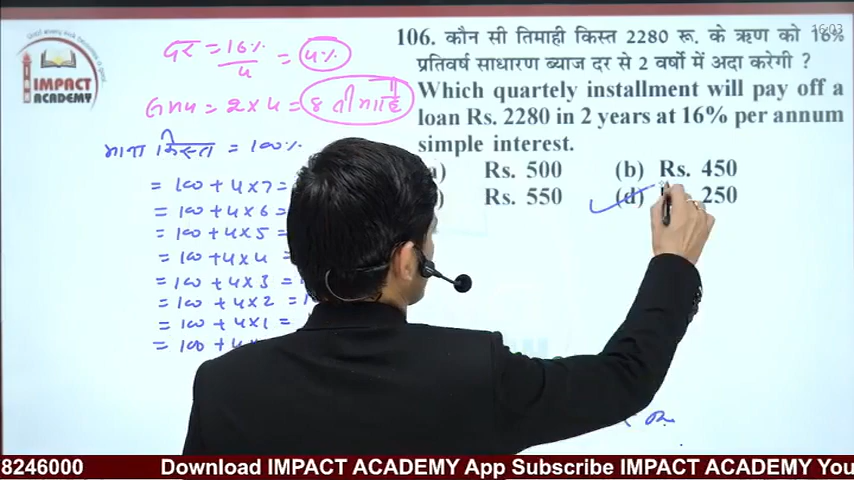 16:03
IMPACT
ACADEMY
दर = 16% / 4 = 4%
समय = 2 × 4 = 8 तीमाही
माना किस्त = 100%
= 100 + 4×7 =
= 100 + 4×6 =
= 100 + 4×5 =
= 100 + 4×4
= 100 + 4×3 =
= 100 + 4×2 =
= 100 + 4×1 =
= 100 + 4
106. कौन सी तिमाही किस्त 2280 रू. के ऋण को 16%
प्रतिवर्ष साधारण ब्याज दर से 2 वर्षो में अदा करेगी ?
Which quartely installment will pay off a
loan Rs. 2280 in 2 years at 16% per annum
simple interest.
Rs. 500 (b) Rs. 450
Rs. 550 (d) 250
8246000 Download IMPACT ACADEMY App Subscribe IMPACT ACADEMY You